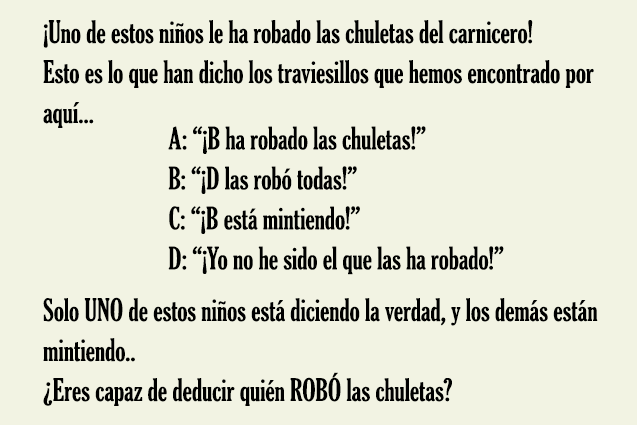 ¡Uno de estos niños le ha robado las chuletas del carnicero!
Esto es lo que han dicho los traviesillos que hemos encontrado por
aquí...
A: “¡B ha robado las chuletas!”
B: “¡D las robó todas!”
C: “¡B está mintiendo!”
D: “¡Yo no he sido el que las ha robado!”
Solo UNO de estos niños está diciendo la verdad, y los demás están
mintiendo..
¿Eres capaz de deducir quién ROBÓ las chuletas?